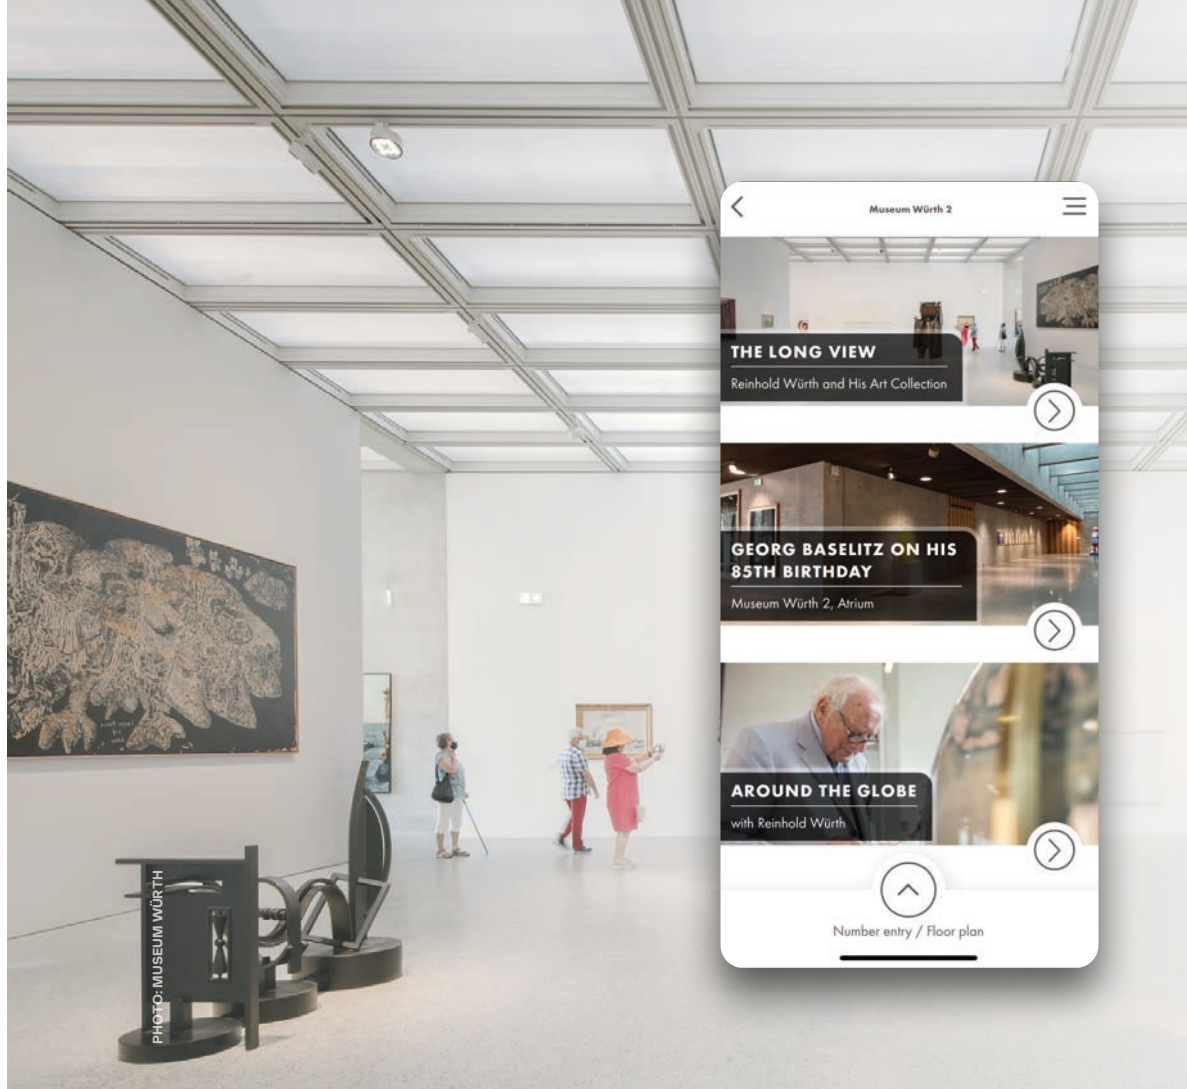 Museum Würth 2
THE LONG VIEW
Reinhold Würth and His Art Collection
GEORG BASELITZ ON HIS
85TH BIRTHDAY
Museum Würth 2, Atrium
AROUND THE GLOBE
with Reinhold Würth
Number entry / Floor plan
PHOTO: MUSEUM WÜRTH